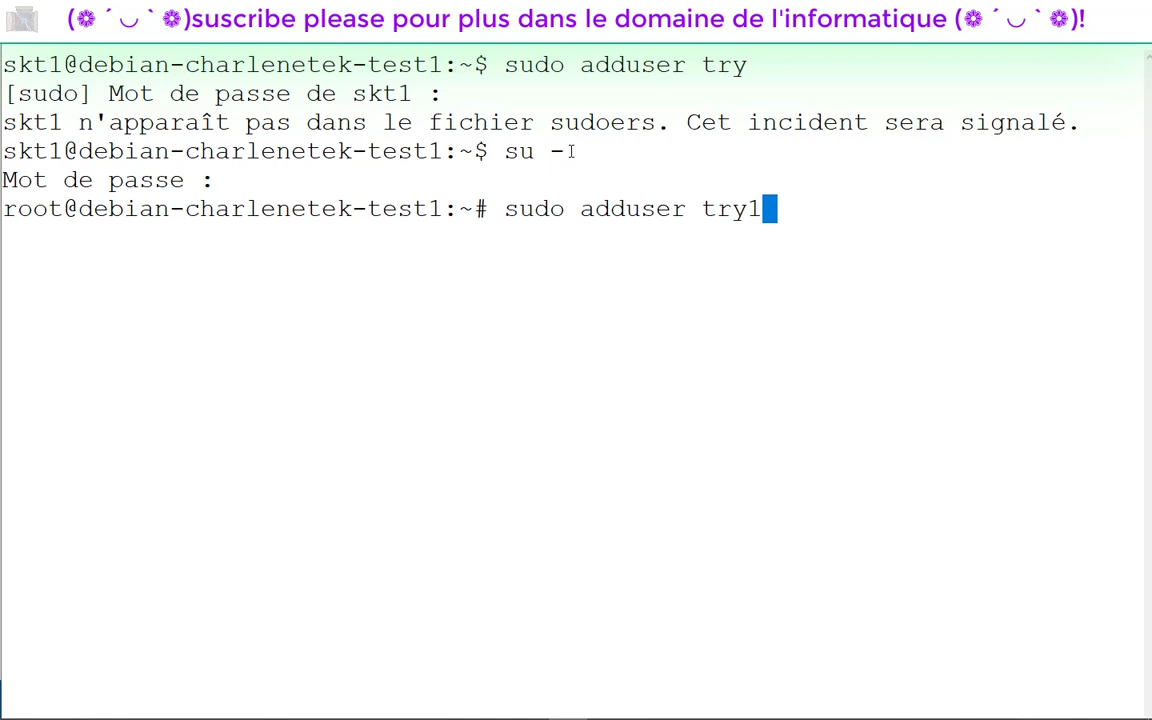 (❁´◡`❁)suscribe please pour plus dans le domaine de l'informatique (❁´◡`❁)!
skt1@debian-charlenetek-test1:~$ sudo adduser try
[sudo] Mot de passe de skt1 :
skt1 n'apparaît pas dans le fichier sudoers. Cet incident sera signalé.
skt1@debian-charlenetek-test1:~$ su -
Mot de passe :
root@debian-charlenetek-test1:~# sudo adduser try1